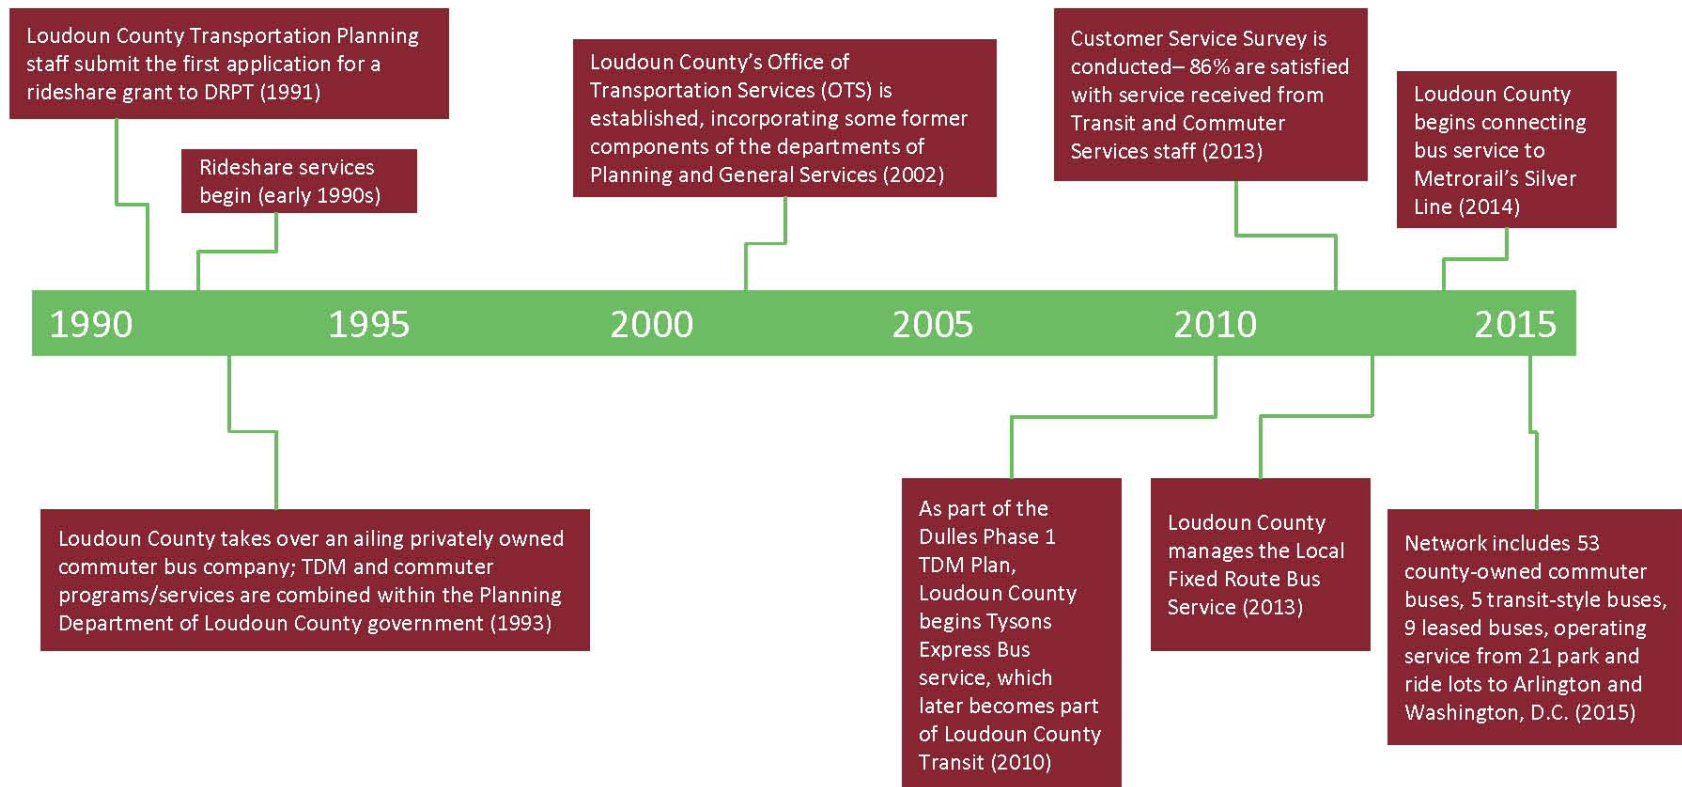 Loudoun County Transportation Planning
staff submit the first application for a
rideshare grant to DRPT (1991)
Rideshare services
begin (early 1990s)
Loudoun County’s Office of
Transportation Services (OTS) is
established, incorporating some former
components of the departments of
Planning and General Services (2002)
Customer Service Survey is
conducted– 86% are satisfied
with service received from
Transit and Commuter
Services staff (2013)
Loudoun County
begins connecting
bus service to
Metrorail’s Silver
Line (2014)
1990 1995 2000 2005 2010 2015
Loudoun County takes over an ailing privately owned
commuter bus company; TDM and commuter
programs/services are combined within the Planning
Department of Loudoun County government (1993)
As part of the
Dulles Phase 1
TDM Plan,
Loudoun County
begins Tysons
Express Bus
service, which
later becomes part
of Loudoun County
Transit (2010)
Loudoun County
manages the Local
Fixed Route Bus
Service (2013)
Network includes 53
county-owned commuter
buses, 5 transit-style buses,
9 leased buses, operating
service from 21 park and
ride lots to Arlington and
Washington, D.C. (2015)